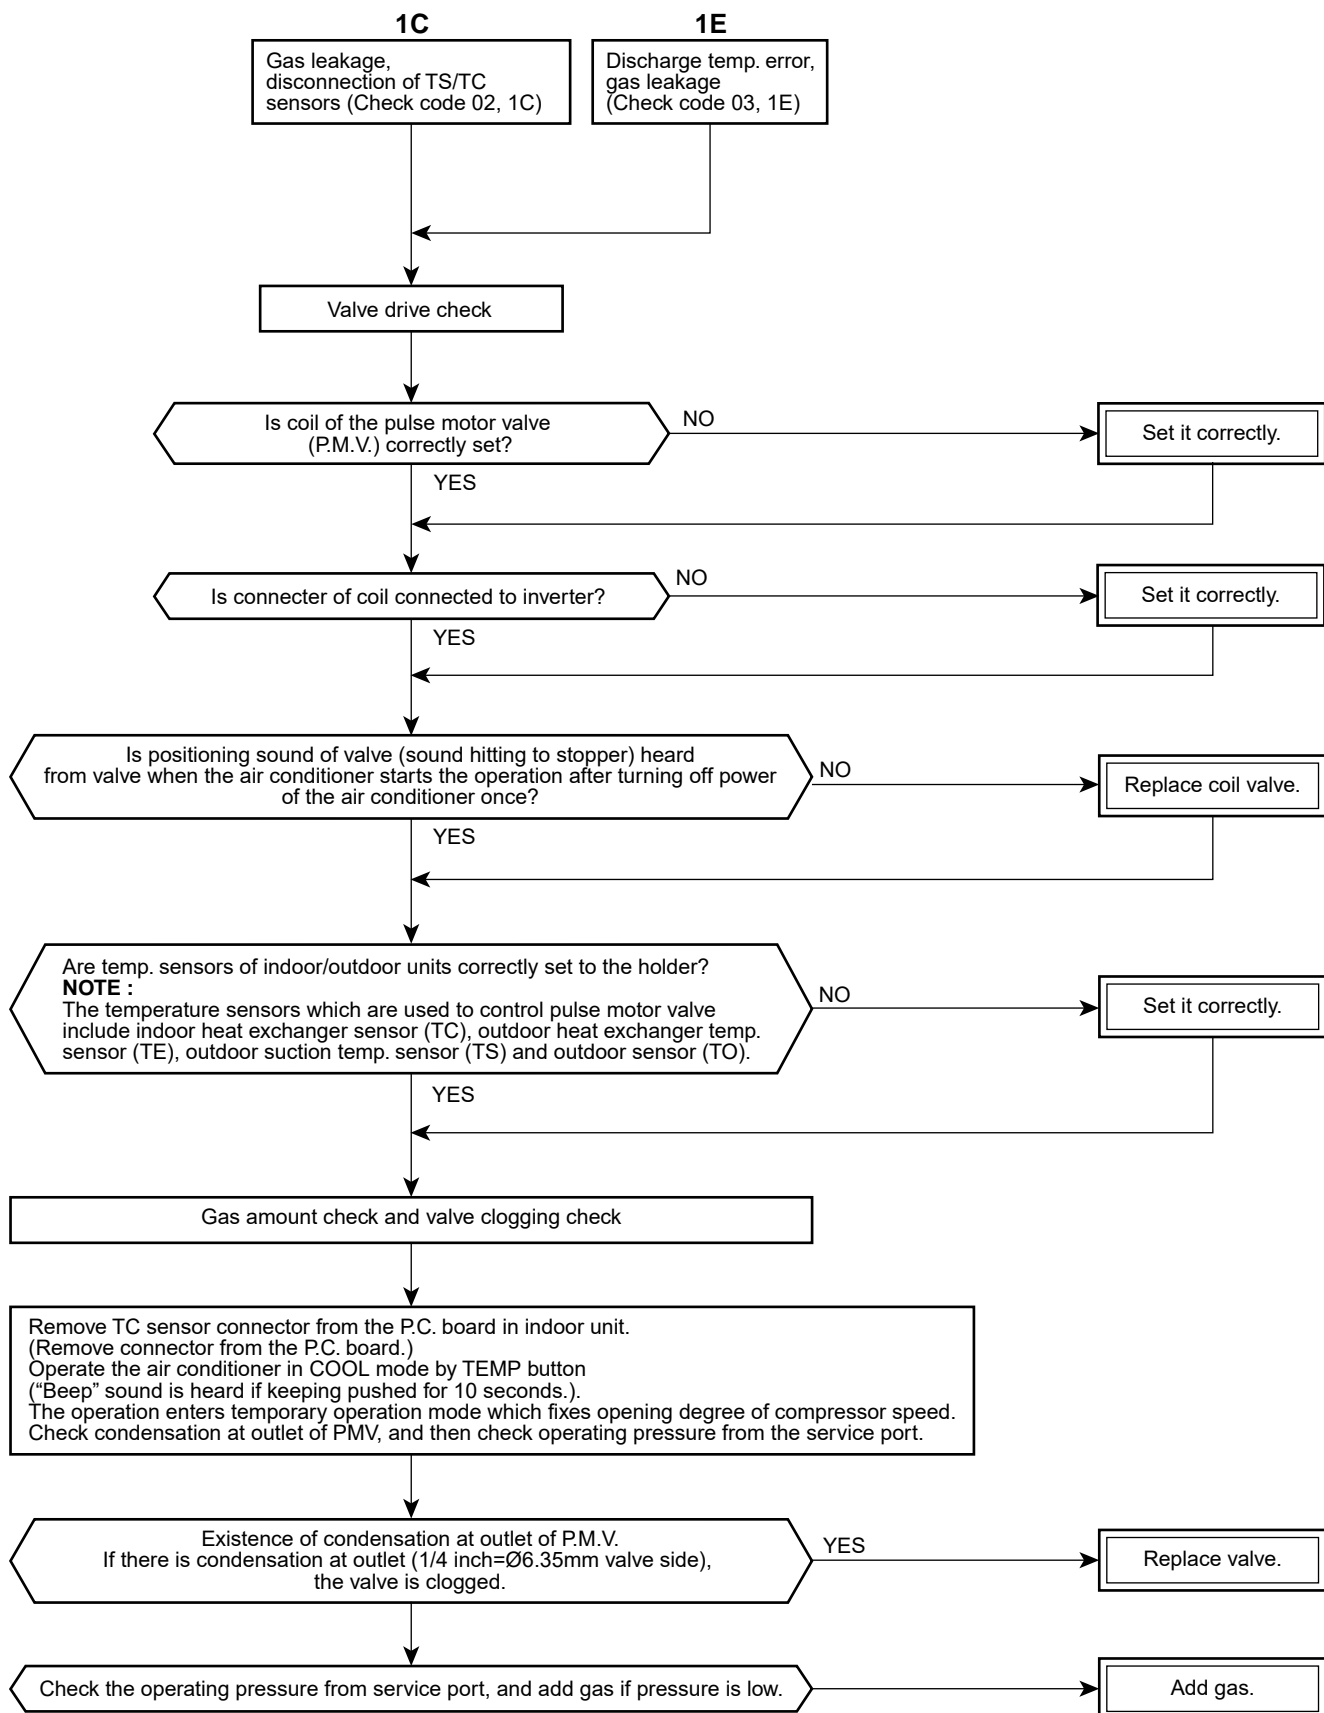 1C
1E
Gas leakage,
disconnection of TS/TC
sensors (Check code 02, 1C)
Discharge temp. error,
gas leakage
(Check code 03, 1E)
Valve drive check
Is coil of the pulse motor valve
(P.M.V.) correctly set?
NO
Set it correctly.
YES
Is connecter of coil connected to inverter?
NO
Set it correctly.
YES
Is positioning sound of valve (sound hitting to stopper) heard
from valve when the air conditioner starts the operation after turning off power
of the air conditioner once?
NO
Replace coil valve.
YES
Are temp. sensors of indoor/outdoor units correctly set to the holder?
NOTE :
The temperature sensors which are used to control pulse motor valve
include indoor heat exchanger sensor (TC), outdoor heat exchanger temp.
sensor (TE), outdoor suction temp. sensor (TS) and outdoor sensor (TO).
NO
Set it correctly.
YES
Gas amount check and valve clogging check
Remove TC sensor connector from the P.C. board in indoor unit.
(Remove connector from the P.C. board.)
Operate the air conditioner in COOL mode by TEMP button
(“Beep” sound is heard if keeping pushed for 10 seconds.).
The operation enters temporary operation mode which fixes opening degree of compressor speed.
Check condensation at outlet of PMV, and then check operating pressure from the service port.
Existence of condensation at outlet of P.M.V.
If there is condensation at outlet (1/4 inch=Ø6.35mm valve side),
the valve is clogged.
YES
Replace valve.
Check the operating pressure from service port, and add gas if pressure is low.
Add gas.